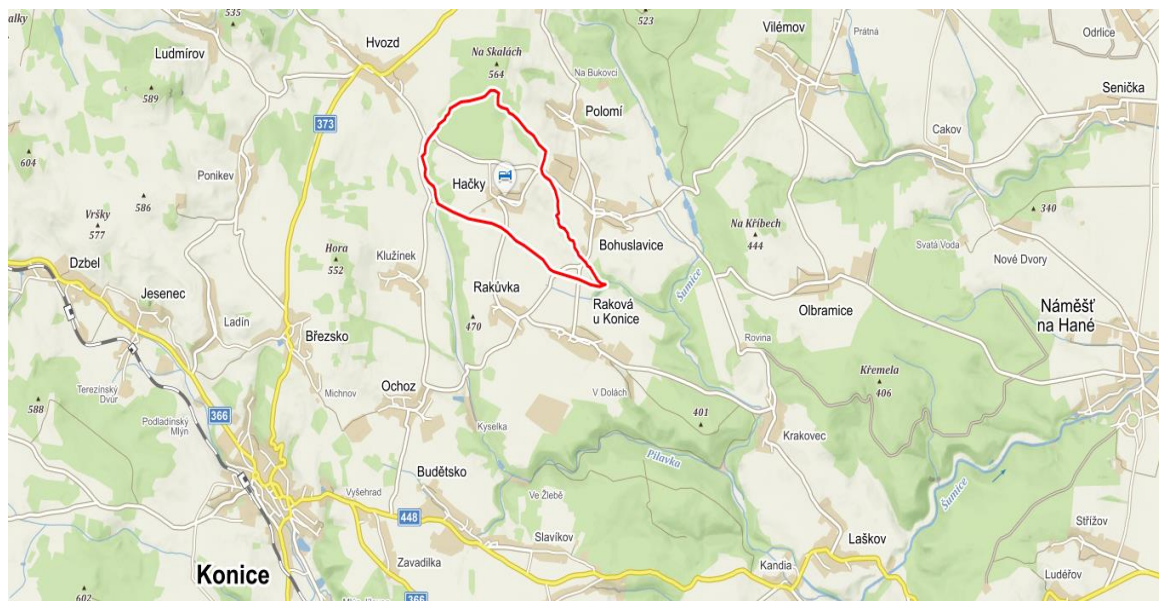 535
523
Na Skalách
564
Hvozd
Ludmírov
589
373
Vilémov
Prátná
Odrlice
Senička
Na Bukovci
Polomí
Cakov
604
Ponikev
586
Hačky
Vršky
577
Hora
552
Klužínek
Bohuslavice
Na Kříbech
444
340
Svatá Voda
Nové Dvory
Dzbel
Jesenec
Ladín
Březsko
470
Rakůvka
Raková
u Konice
Šumice
Olbramice
Náměšť
na Hané
Rovina
Terezínský
Dvůr
588
Michnov
Ochoz
V Dolách
401
Křemela
406
366
Podladínský
Mlýn
Kyselka
Krakovec
Pilavka
Budětsko
Vyšehrad
Ve Žlebě
Šumice
448
Slavíkov
Zavadilka
Laškov
Střížov
Konice
Kandia
Luděřov
602
366